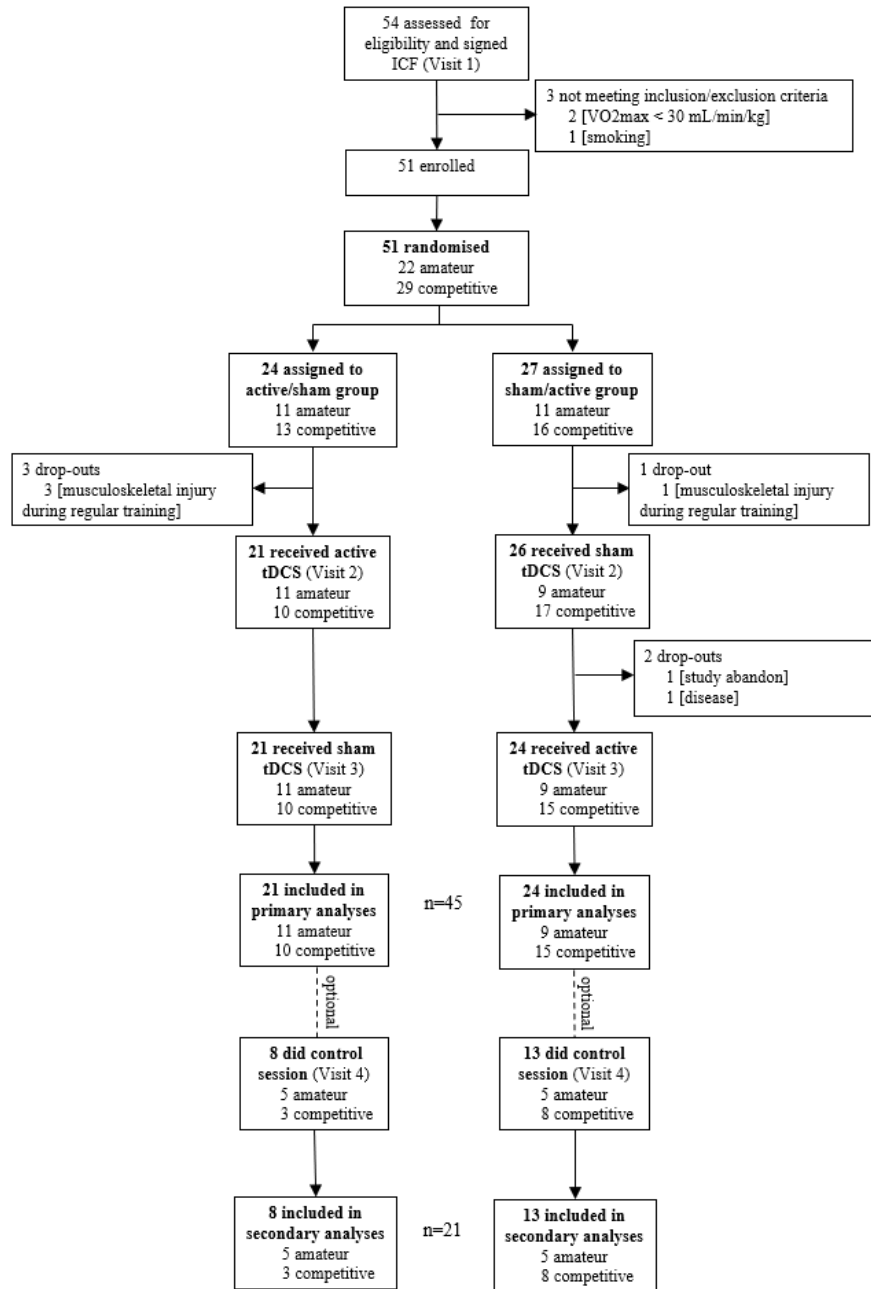 54 assessed for
eligibility and signed
ICF (Visit 1)
3 not meeting inclusion/exclusion criteria
2 [VO2max < 30 mL/min/kg]
1 [smoking]
51 enrolled
51 randomised
22 amateur
29 competitive
24 assigned to
active/sham group
11 amateur
13 competitive
27 assigned to
sham/active group
11 amateur
16 competitive
3 drop-outs
3 [musculoskeletal injury
during regular training]
1 drop-out
1 [musculoskeletal injury
during regular training]
21 received active
tDCS (Visit 2)
11 amateur
10 competitive
26 received sham
tDCS (Visit 2)
9 amateur
17 competitive
2 drop-outs
1 [study abandon]
1 [disease]
21 received sham
tDCS (Visit 3)
11 amateur
10 competitive
24 received active
tDCS (Visit 3)
9 amateur
15 competitive
21 included in
primary analyses
11 amateur
10 competitive
n=45
24 included in
primary analyses
9 amateur
15 competitive
optional
optional
8 did control
session (Visit 4)
5 amateur
3 competitive
13 did control
session (Visit 4)
5 amateur
8 competitive
8 included in
secondary analyses
5 amateur
3 competitive
n=21
13 included in
secondary analyses
5 amateur
8 competitive